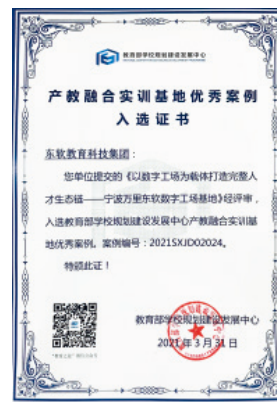 教育部学校规划建设发展中心
产教融合实训基地优秀案例
入选证书
东软教育科技集团：
您单位提交的《以数字工场为载体打造完整人
才生态链——宁波万里东软数字工场基地》经评审，
入选教育部学校规划建设发展中心产教融合实训基
地优秀案例。案例编号：2021SXJD02024。
特颁此证！
教育部学校规划建设发展中心
2021年3月31日